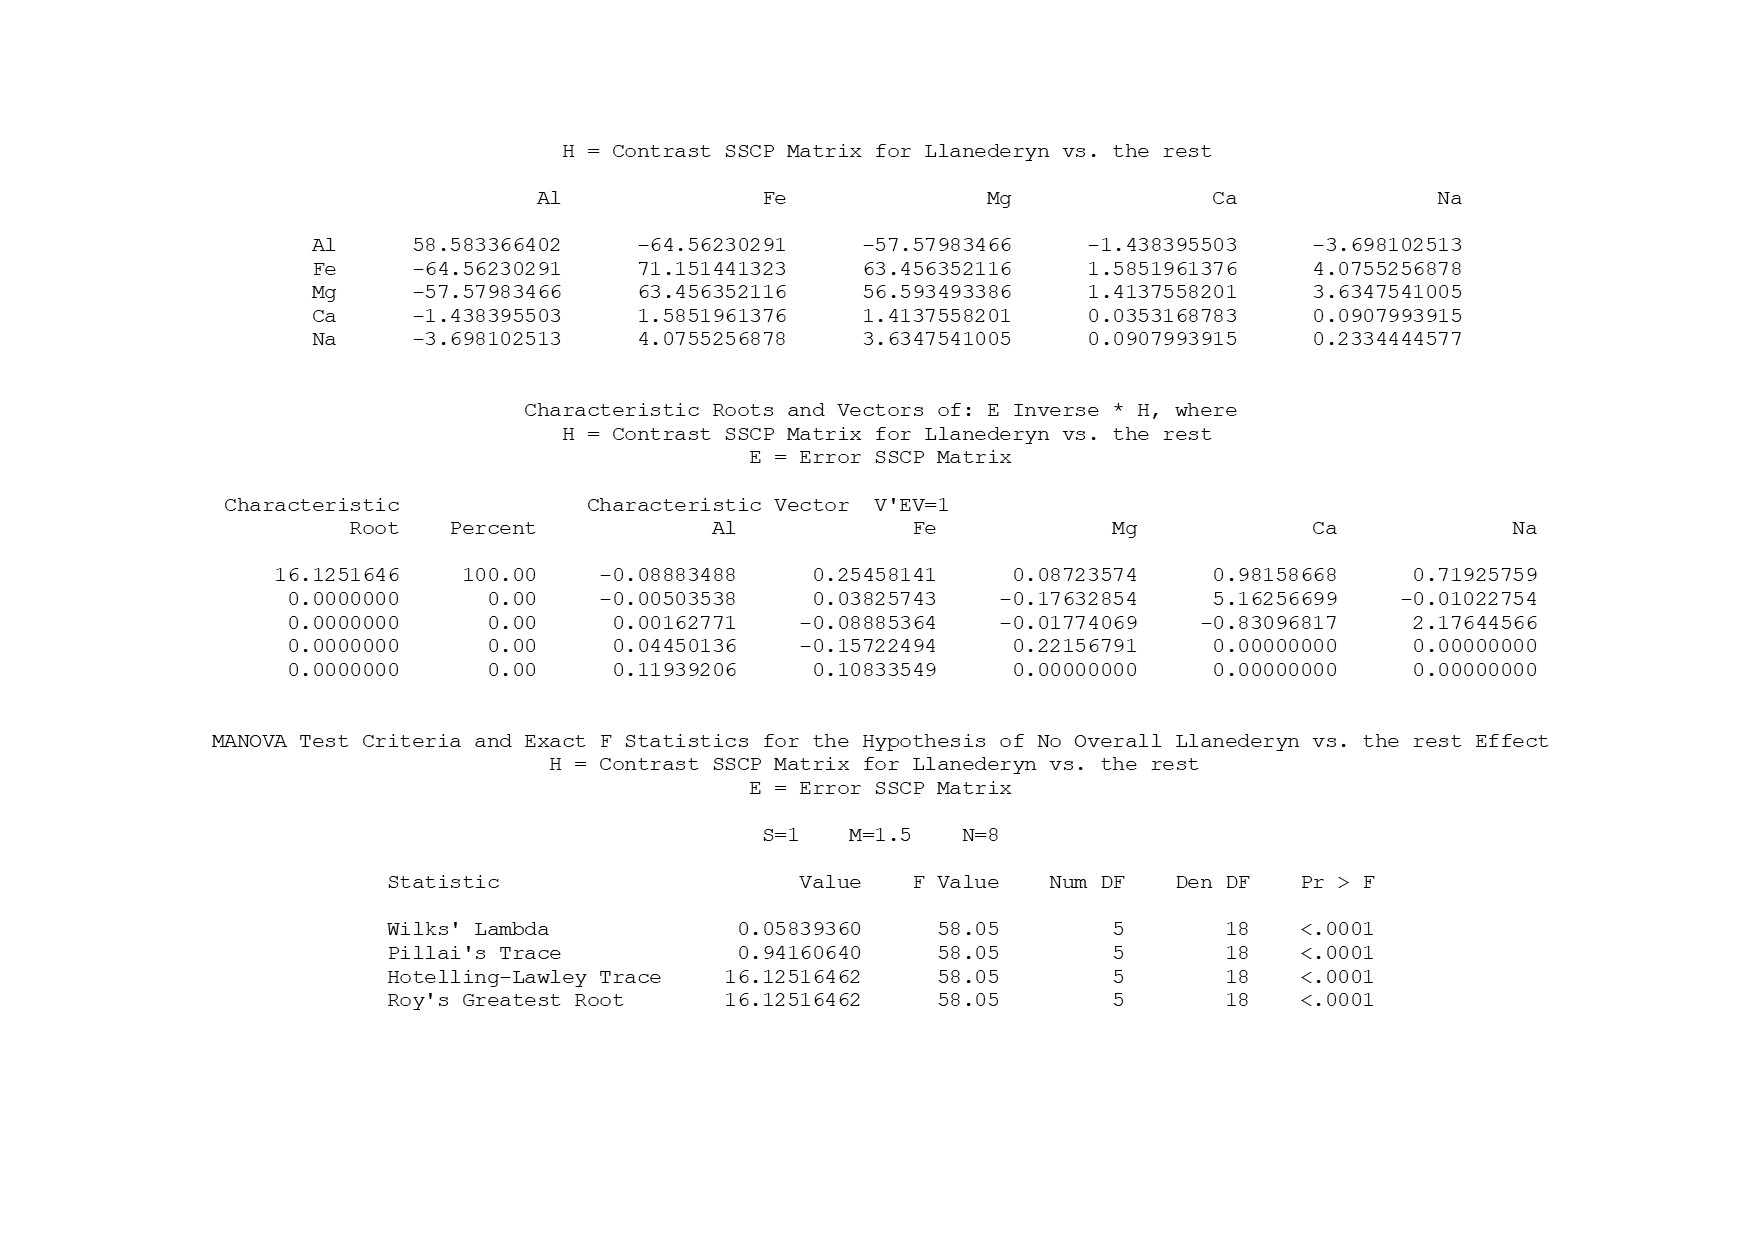 H = Contrast SSCP Matrix for Llanederyn vs. the rest
Al Fe Mg Ca Na
Al 58.583366402 -64.56230291 -57.57983466 -1.438395503 -3.698102513
Fe -64.56230291 71.151441323 63.456352116 1.5851961376 4.0755256878
Mg -57.57983466 63.456352116 56.593493386 1.4137558201 3.6347541005
Ca -1.438395503 1.5851961376 1.4137558201 0.0353168783 0.0907993915
Na -3.698102513 4.0755256878 3.6347541005 0.0907993915 0.2334444577
Characteristic Roots and Vectors of: E Inverse * H, where
H = Contrast SSCP Matrix for Llanederyn vs. the rest
E = Error SSCP Matrix
Characteristic Characteristic Vector V'EV=1
Root Percent Al Fe Mg Ca Na
16.1251646 100.00 -0.08883488 0.25458141 0.08723574 0.98158668 0.71925759
0.0000000 0.00 -0.00503538 0.03825743 -0.17632854 5.16256699 -0.01022754
0.0000000 0.00 0.00162771 -0.08885364 -0.01774069 -0.83096817 2.17644566
0.0000000 0.00 0.04450136 -0.15722494 0.22156791 0.00000000 0.00000000
0.0000000 0.00 0.11939206 0.10833549 0.00000000 0.00000000 0.00000000
MANOVA Test Criteria and Exact F Statistics for the Hypothesis of No Overall Llanederyn vs. the rest Effect
H = Contrast SSCP Matrix for Llanederyn vs. the rest
E = Error SSCP Matrix
S=1 M=1.5 N=8
Statistic Value F Value Num DF Den DF Pr > F
Wilks' Lambda 0.05839360 58.05 5 18 <.0001
Pillai's Trace 0.94160640 58.05 5 18 <.0001
Hotelling-Lawley Trace 16.12516462 58.05 5 18 <.0001
Roy's Greatest Root 16.12516462 58.05 5 18 <.0001